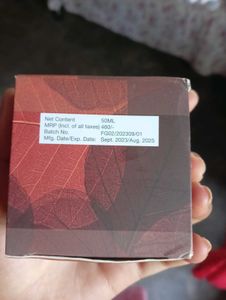 Net Content 50ML
MRP (Incl. of all taxes) 460/-
Batch No. FG02/202309/01
Mfg. Date/Exp. Date: Sept. 2023/Aug. 2025